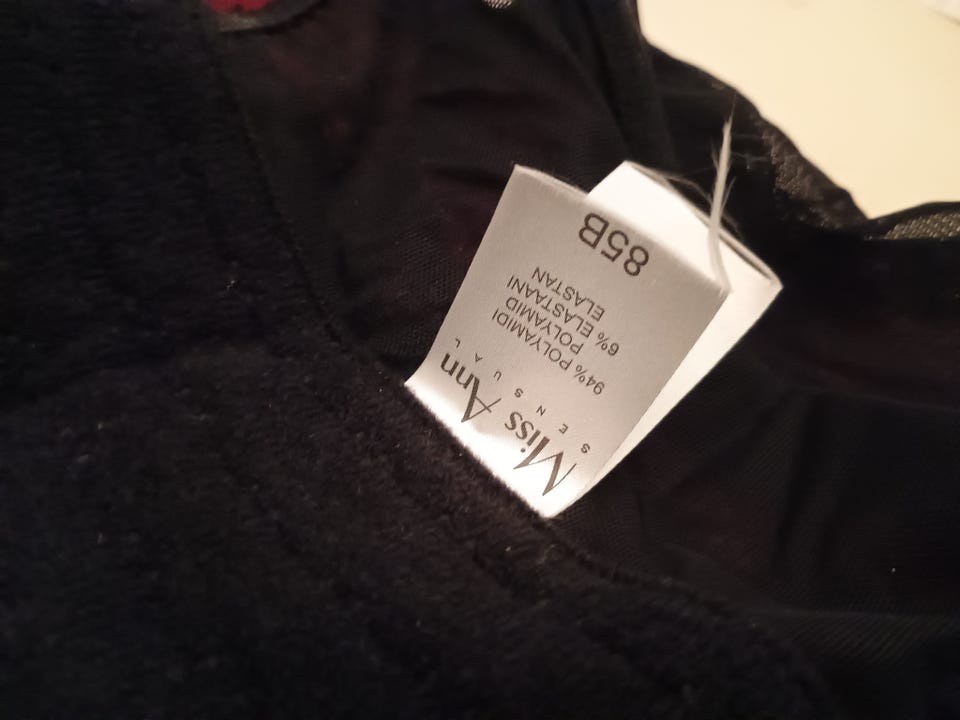 Miss Ann
SENSUAL
94% POLYAMIDI
POLYAMID
6% ELASTAANI
ELASTAN
85B